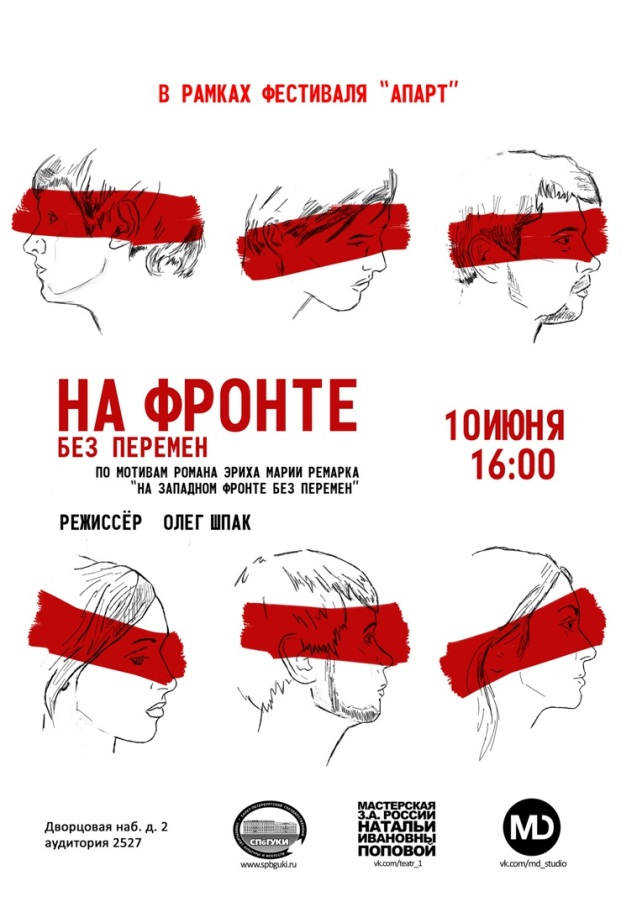 В РАМКАХ ФЕСТИВАЛЯ "АПАРТ"
НА ФРОНТЕ
БЕЗ ПЕРЕМЕН
ПО МОТИВАМ РОМАНА ЭРИХА МАРИИ РЕМАРКА
"НА ЗАПАДНОМ ФРОНТЕ БЕЗ ПЕРЕМЕН"
РЕЖИССЁР ОЛЕГ ШПАК
10 ИЮНЯ
16:00
Дворцовая наб. д. 2
аудитория 2527
СПбГУКИ
www.spbguki.ru
МАСТЕРСКАЯ
З.А. РОССИИ
НАТАЛЬИ
ИВАНОВНЫ
ПОПОВОЙ
vk.com/teatr_1
MD
vk.com/md_studio